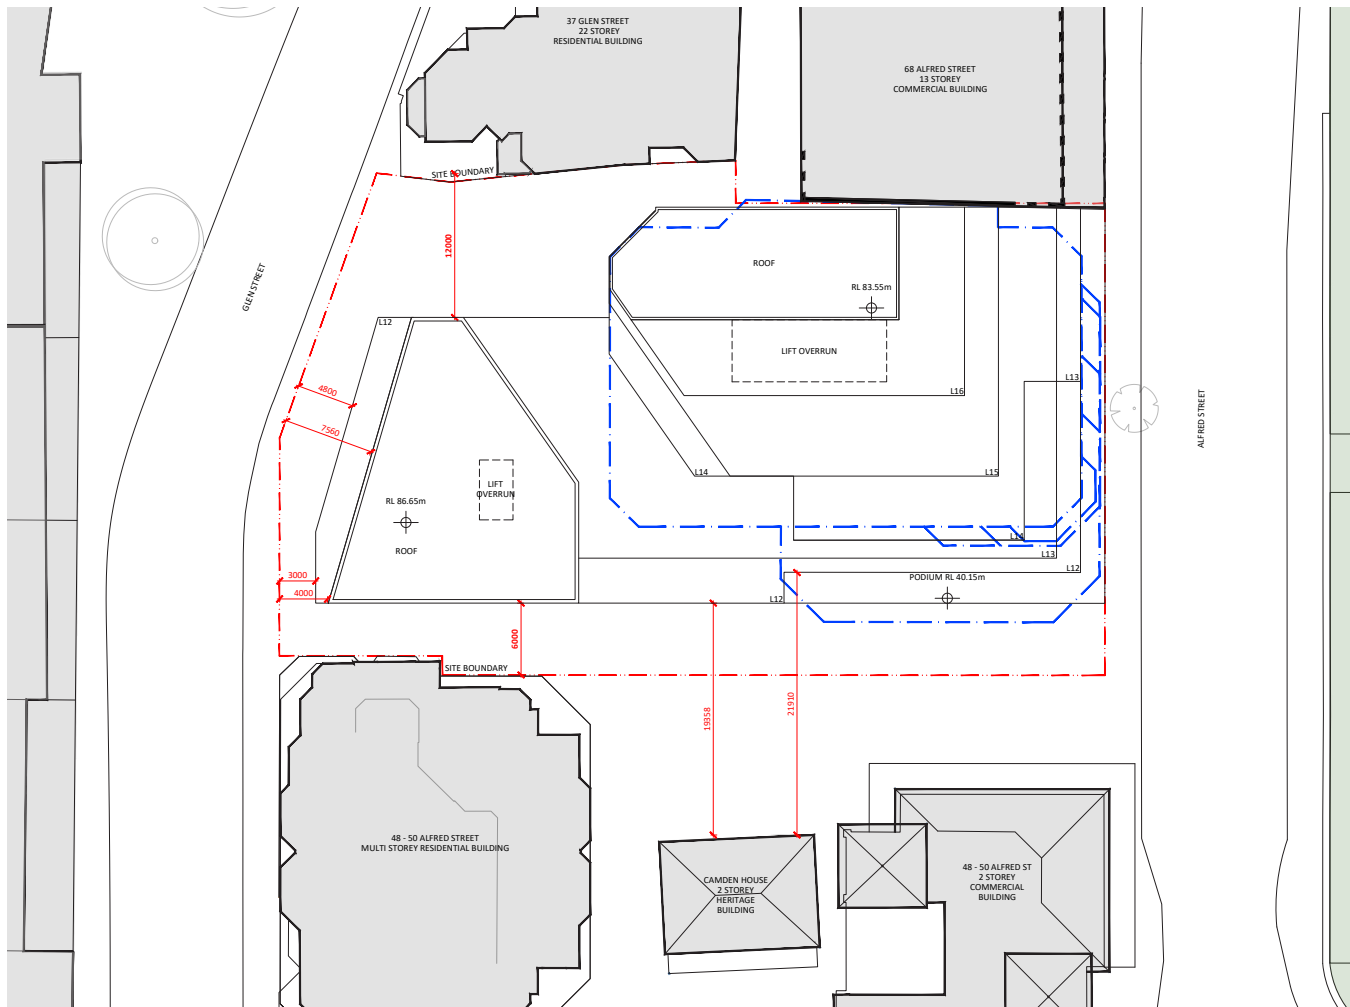 37 GLEN STREET
22 STOREY
RESIDENTIAL BUILDING
68 ALFRED STREET
13 STOREY
COMMERCIAL BUILDING
SITE BOUNDARY
12000
GLEN STREET
ROOF
RL 83.55m
LIFT OVERRUN
L12
L13
L16
4800
7560
ALFRED STREET
L14
L15
LIFT
OVERRUN
RL 86.65m
ROOF
L14
L13
L12
3000
4000
PODIUM RL 40.15m
L12
6000
SITE BOUNDARY
19358
21910
48 - 50 ALFRED STREET
MULTI STOREY RESIDENTIAL BUILDING
CAMDEN HOUSE
2 STOREY
HERITAGE
BUILDING
48 - 50 ALFRED ST
2 STOREY
COMMERCIAL
BUILDING